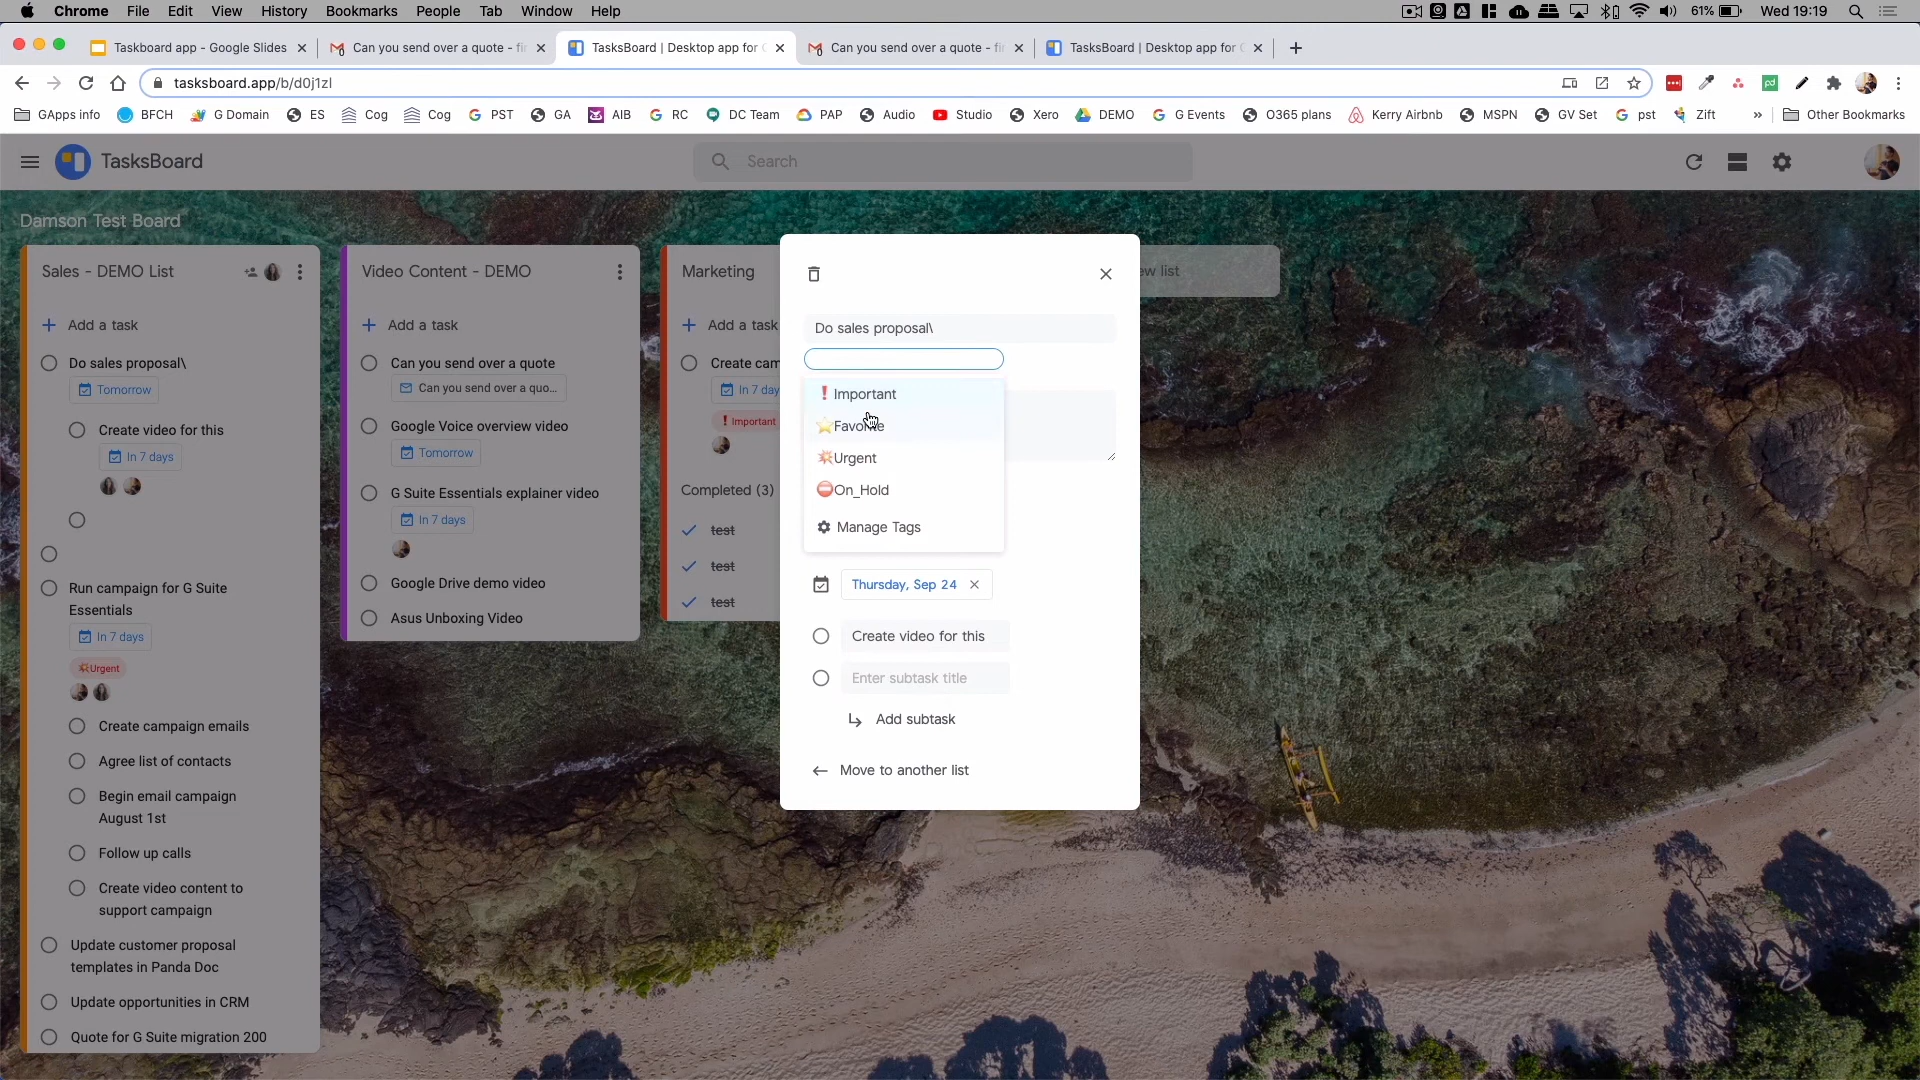 Chrome File Edit View History Bookmarks People Tab Window Help 61% Wed 19:19
Taskboard app - Google Slides Can you send over a quote - fir TasksBoard | Desktop app for G Can you send over a quote - fi TasksBoard | Desktop app for G
tasksboard.app/b/d0j1zl
GApps info BFCH G Domain ES Cog Cog PST GA AIB RC DC Team PAP Audio Studio Xero DEMO G Events O365 plans Kerry Airbnb MSPN GV Set pst Zift » Other Bookmarks
TasksBoard
Search
Damson Test Board
Sales - DEMO List
Add a task
Do sales proposal\
Tomorrow
Create video for this
In 7 days
Run campaign for G Suite
Essentials
In 7 days
Urgent
Create campaign emails
Agree list of contacts
Begin email campaign
August 1st
Follow up calls
Create video content to
support campaign
Update customer proposal
templates in Panda Doc
Update opportunities in CRM
Quote for G Suite migration 200
Video Content - DEMO
Add a task
Can you send over a quote
Can you send over a quo...
Google Voice overview video
Tomorrow
G Suite Essentials explainer video
In 7 days
Google Drive demo video
Asus Unboxing Video
Marketing
Add a task
Create cam
In 7 day
Important
Completed (3)
test
test
test
ew list
Do sales proposal\
Important
Favorite
Urgent
On_Hold
Manage Tags
Thursday, Sep 24
Create video for this
Enter subtask title
Add subtask
Move to another list